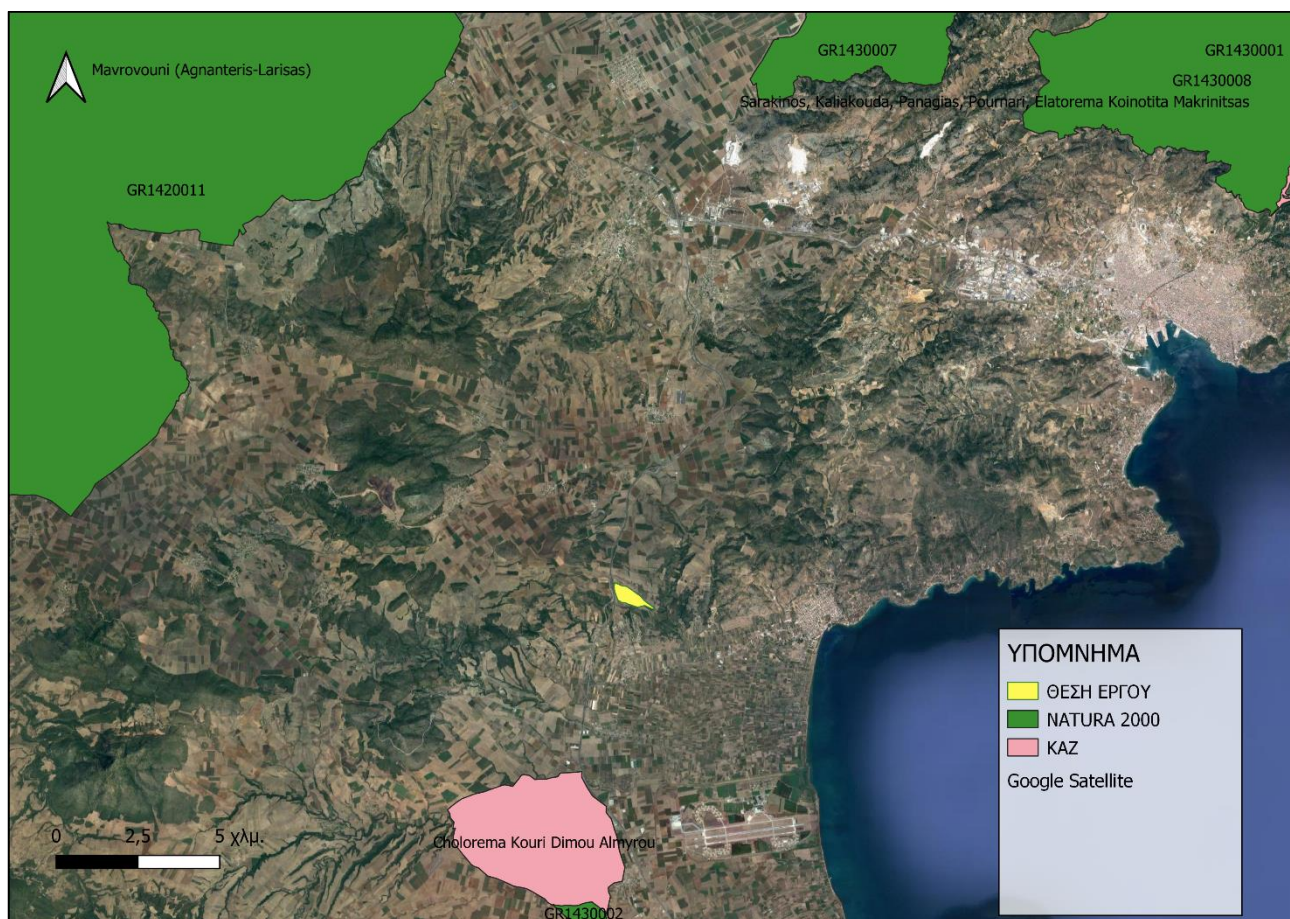 GR1430007
GR1430001
Mavrovouni (Agnanteris-Larisas)
GR1430008
Sarakinos, Kaliakouda, Panagias, Pournari, Elatorema Koinotita Makrinitsas
GR1420011
ΥΠΟΜΝΗΜΑ
ΘΕΣΗ ΕΡΓΟΥ
NATURA 2000
ΚΑΖ
Google Satellite
0 2,5 5 χλμ.
Cholorema Kouri Dimou Almyrou
GR1430002